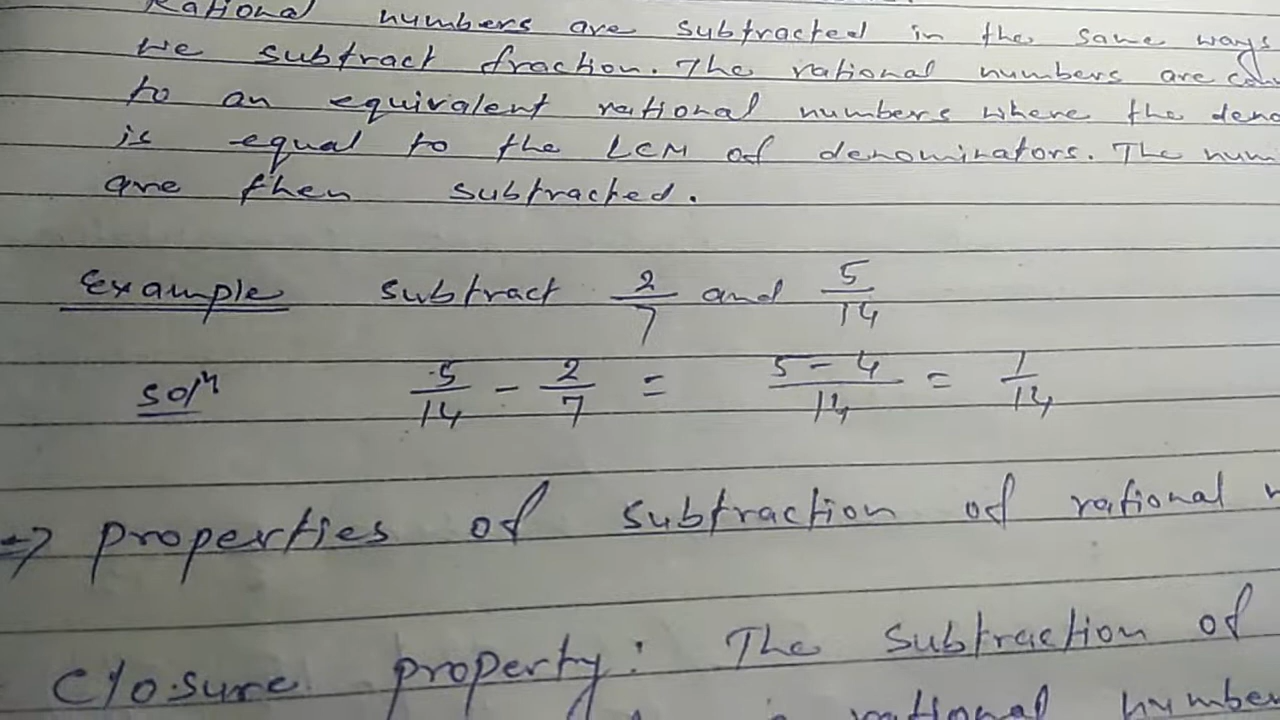 Rational numbers are subtracted in the same ways
we subtract fraction. The rational numbers are
to an equivalent rational numbers where the
is equal to the LCM of denominators. The
are then subtracted.
Example subtract 2/7 and 5/14
solⁿ 5/14 - 2/7 = 5-4/14 = 1/14
=> properties of subtraction of rational
closure property: The subtraction of
rational number